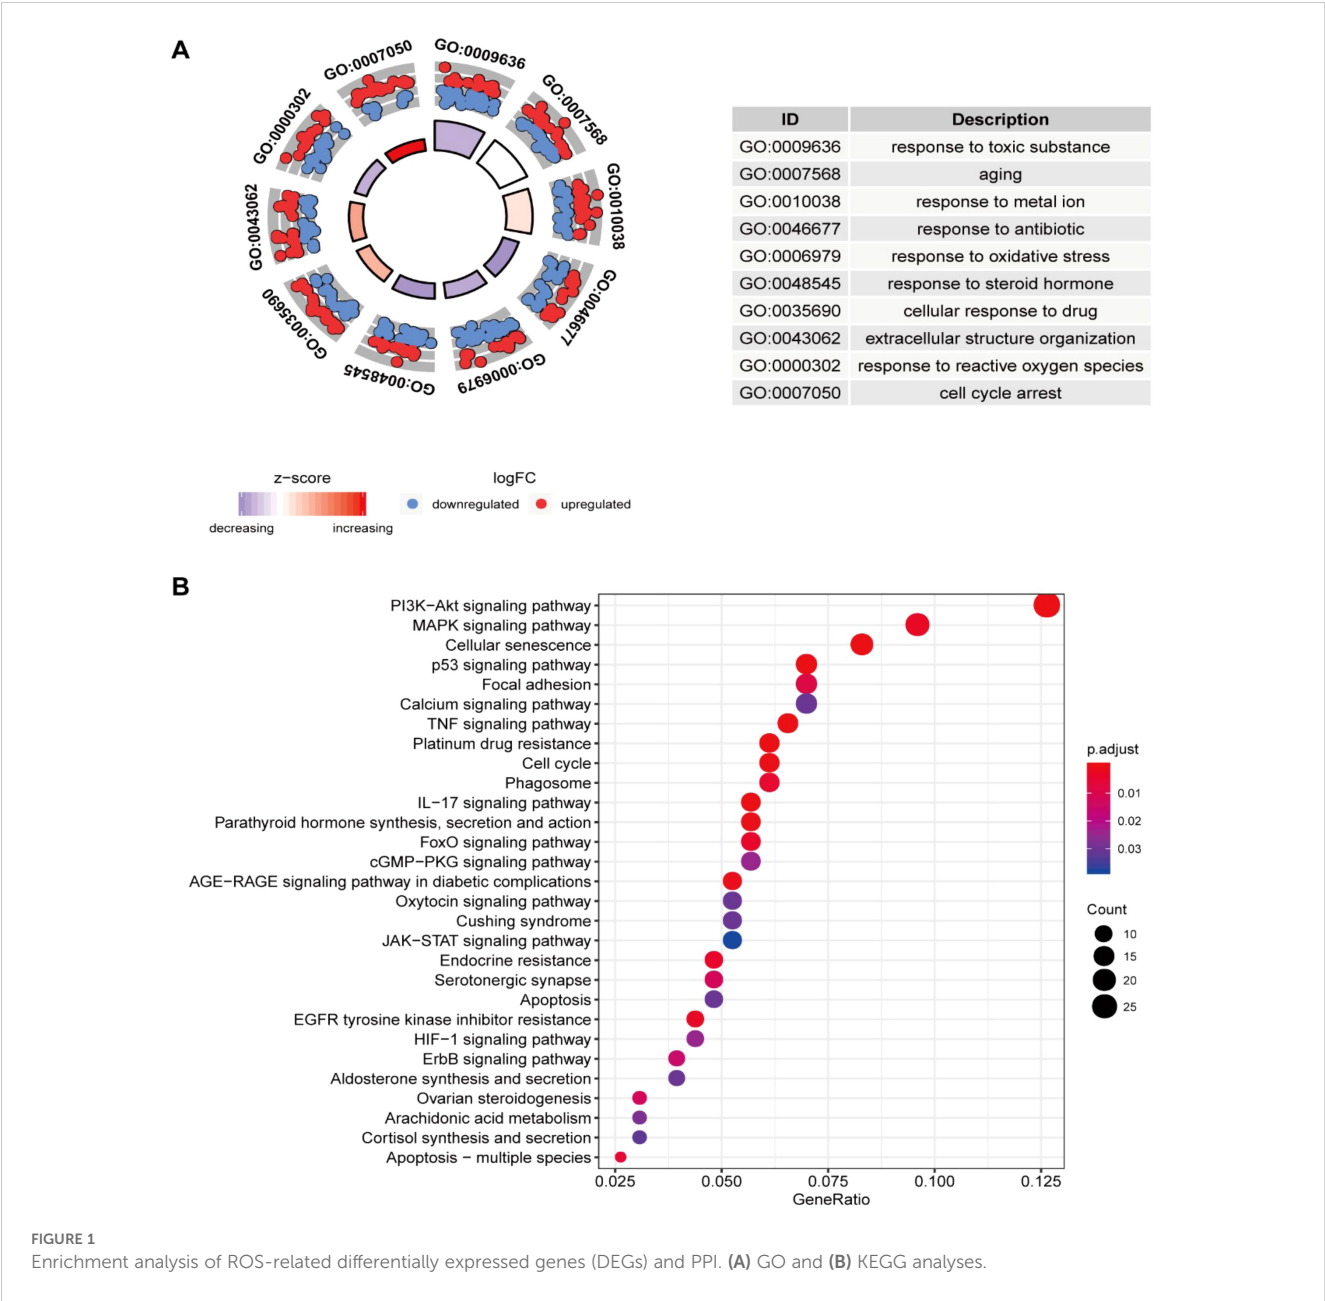 A
GO:0009636
GO:0007568
GO:0010038
GO:0046677
GO:0006979
GO:0048545
GO:0035690
GO:0043062
GO:0000302
GO:0007050
ID Description
GO:0009636 response to toxic substance
GO:0007568 aging
GO:0010038 response to metal ion
GO:0046677 response to antibiotic
GO:0006979 response to oxidative stress
GO:0048545 response to steroid hormone
GO:0035690 cellular response to drug
GO:0043062 extracellular structure organization
GO:0000302 response to reactive oxygen species
GO:0007050 cell cycle arrest
z−score
decreasing increasing
logFC
downregulated upregulated
B
PI3K−Akt signaling pathway
MAPK signaling pathway
Cellular senescence
p53 signaling pathway
Focal adhesion
Calcium signaling pathway
TNF signaling pathway
Platinum drug resistance
Cell cycle
Phagosome
IL−17 signaling pathway
Parathyroid hormone synthesis, secretion and action
FoxO signaling pathway
cGMP−PKG signaling pathway
AGE−RAGE signaling pathway in diabetic complications
Oxytocin signaling pathway
Cushing syndrome
JAK−STAT signaling pathway
Endocrine resistance
Serotonergic synapse
Apoptosis
EGFR tyrosine kinase inhibitor resistance
HIF−1 signaling pathway
ErbB signaling pathway
Aldosterone synthesis and secretion
Ovarian steroidogenesis
Arachidonic acid metabolism
Cortisol synthesis and secretion
Apoptosis − multiple species
0.025 0.050 0.075 0.100 0.125
GeneRatio
p.adjust
0.01
0.02
0.03
Count
10
15
20
25
FIGURE 1
Enrichment analysis of ROS-related differentially expressed genes (DEGs) and PPI. (A) GO and (B) KEGG analyses.